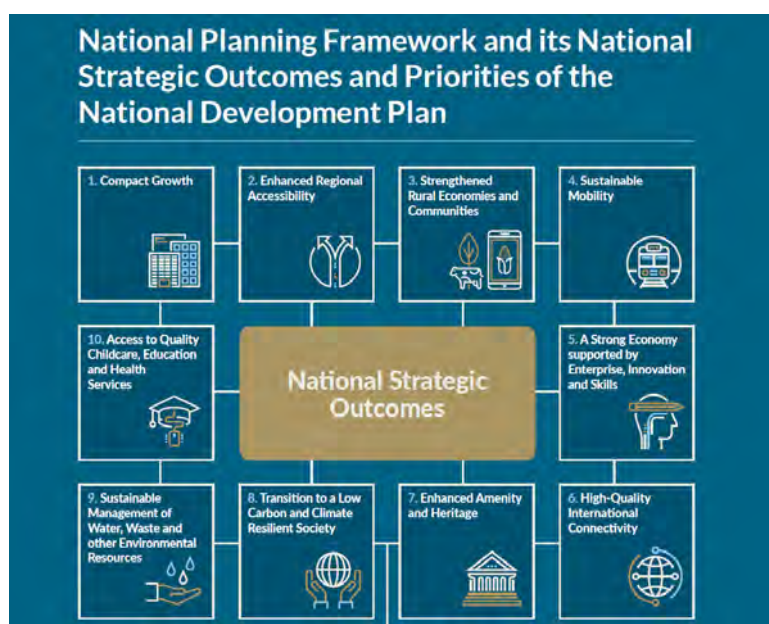 National Planning Framework and its National
Strategic Outcomes and Priorities of the
National Development Plan
1. Compact Growth
2. Enhanced Regional
Accessibility
3. Strengthened
Rural Economies and
Communities
4. Sustainable
Mobility
10. Access to Quality
Childcare, Education
and Health
Services
National Strategic
Outcomes
5. A Strong Economy
supported by
Enterprise, Innovation
and Skills
9. Sustainable
Management of
Water, Waste and
other Environmental
Resources
8. Transition to a Low
Carbon and Climate
Resilient Society
7. Enhanced Amenity
and Heritage
6. High-Quality
International
Connectivity